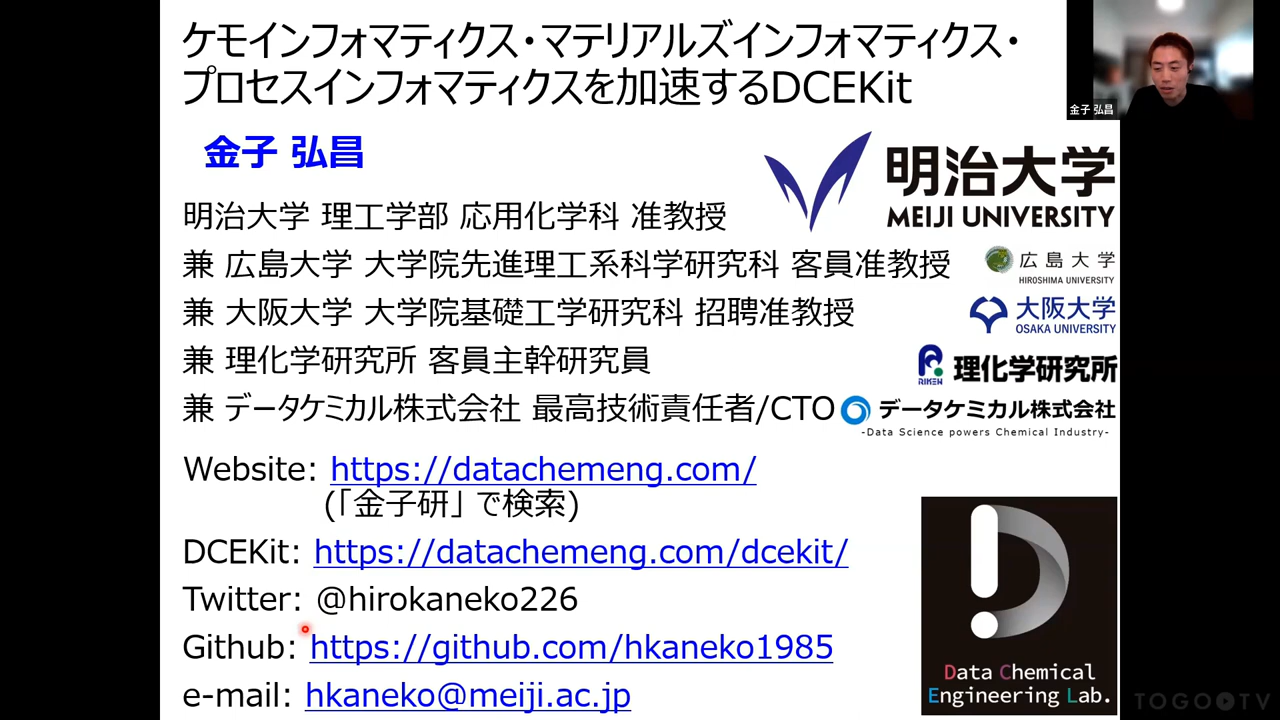 ケモインフォマティクス・マテリアルズインフォマティクス・
プロセスインフォマティクスを加速するDCEKit
金子 弘昌
金子 弘昌
明治大学
MEIJI UNIVERSITY
明治大学 理工学部 応用化学科 准教授
兼 広島大学 大学院先進理工系科学研究科 客員准教授
広島大学
HIROSHIMA UNIVERSITY
兼 大阪大学 大学院基礎工学研究科 招聘准教授
大阪大学
OSAKA UNIVERSITY
兼 理化学研究所 客員主幹研究員
RIKEN
理化学研究所
兼 データケミカル株式会社 最高技術責任者/CTO
データケミカル株式会社
-Data Science powers Chemical Industry-
Website: https://datachemeng.com/
(「金子研」で検索)
DCEKit: https://datachemeng.com/dcekit/
Twitter: @hirokaneko226
Github: https://github.com/hkaneko1985
e-mail: hkaneko@meiji.ac.jp
Data Chemical
Engineering Lab.
TOGO TV